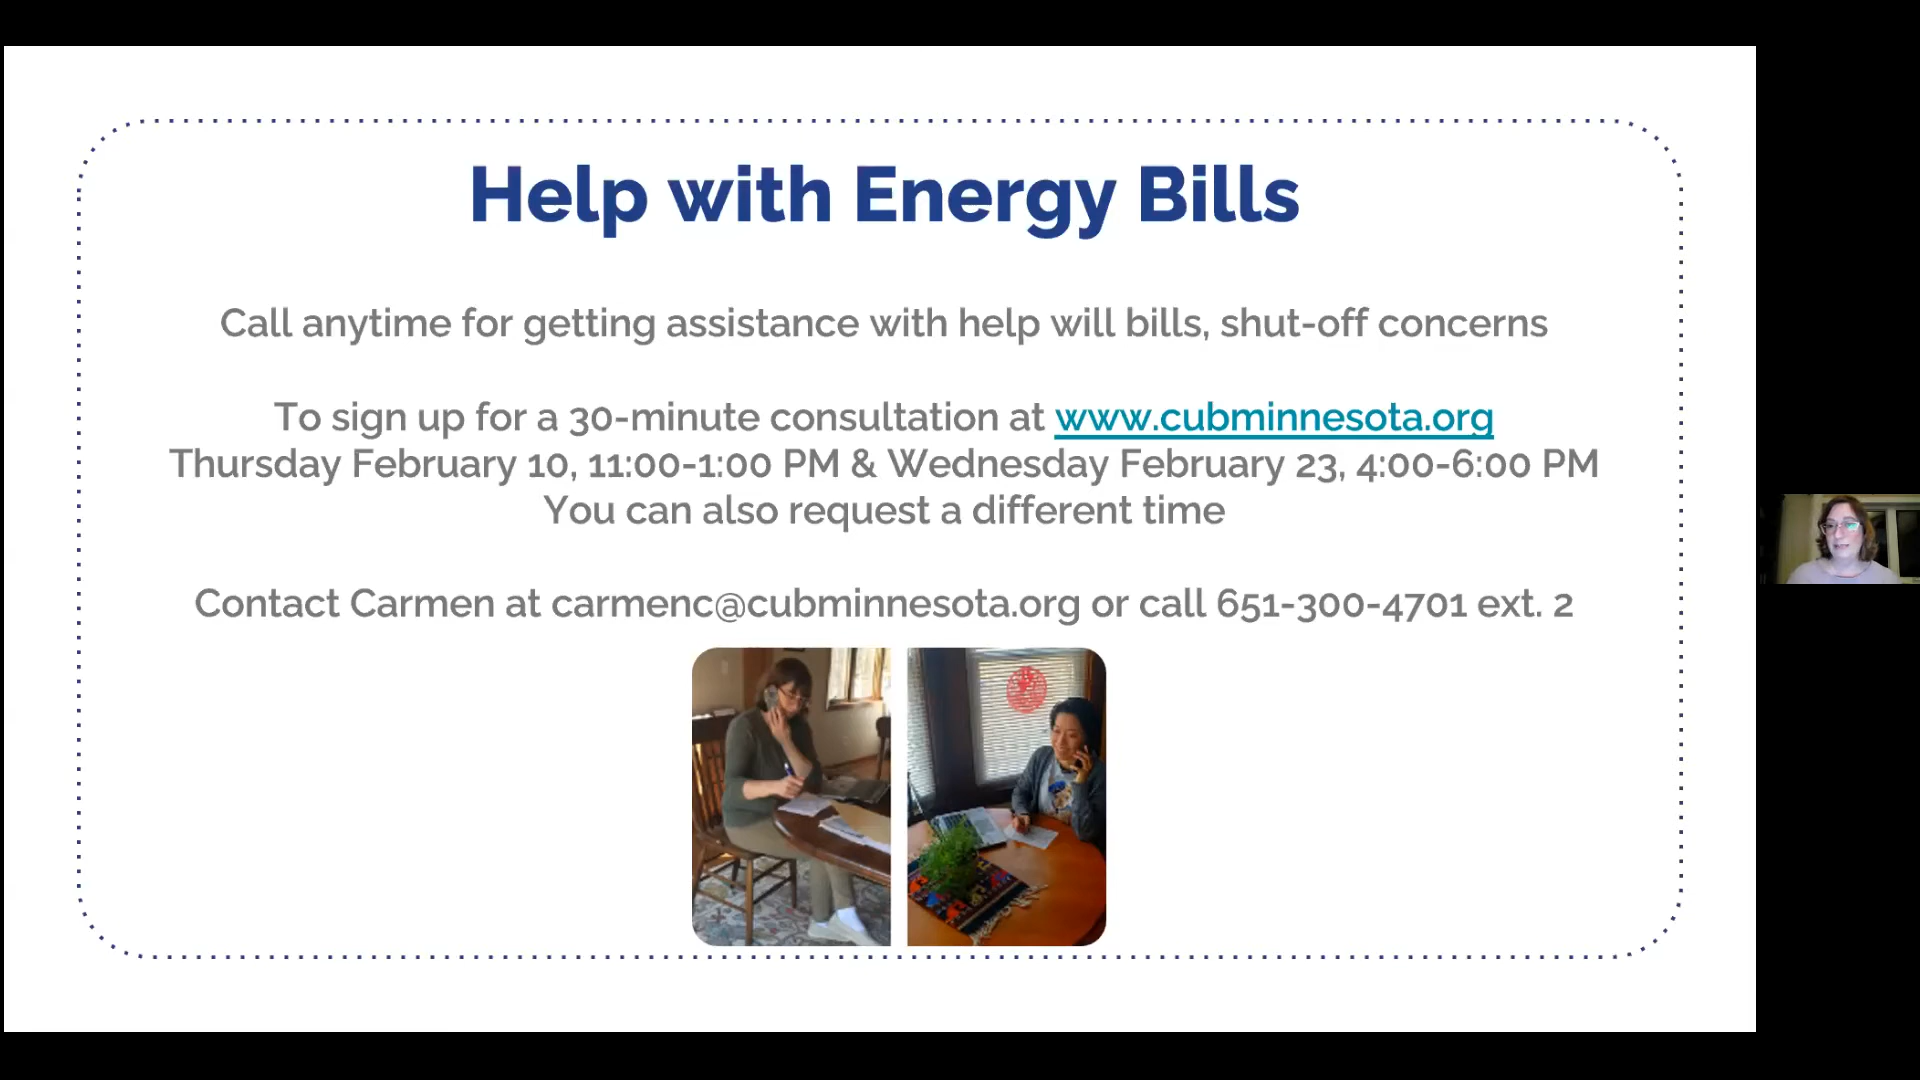 Help with Energy Bills
Call anytime for getting assistance with help will bills, shut-off concerns
To sign up for a 30-minute consultation at www.cubminnesota.org
Thursday February 10, 11:00-1:00 PM & Wednesday February 23, 4:00-6:00 PM
You can also request a different time
Contact Carmen at carmenc@cubminnesota.org or call 651-300-4701 ext. 2